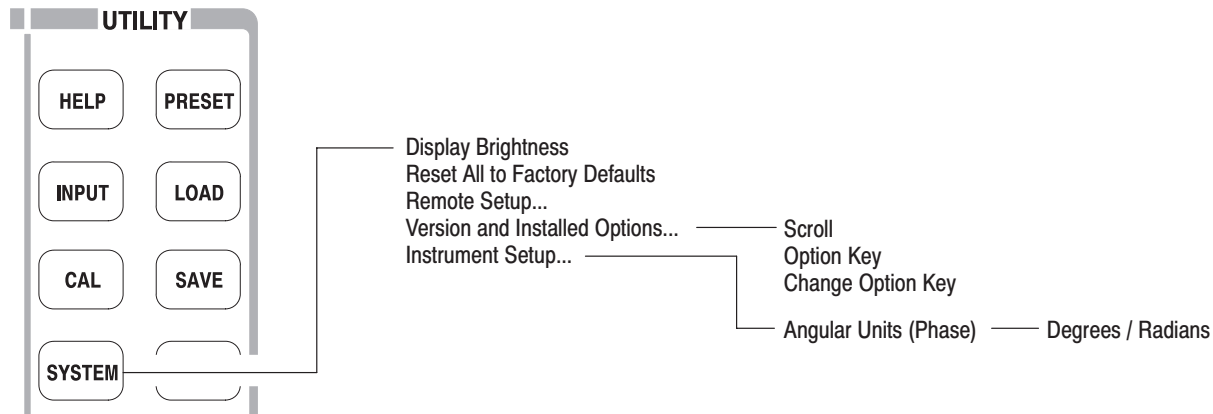 UTILITY
HELP
PRESET
INPUT
LOAD
CAL
SAVE
SYSTEM
Display Brightness
Reset All to Factory Defaults
Remote Setup...
Version and Installed Options...
Instrument Setup...
Scroll
Option Key
Change Option Key
Angular Units (Phase)
Degrees / Radians